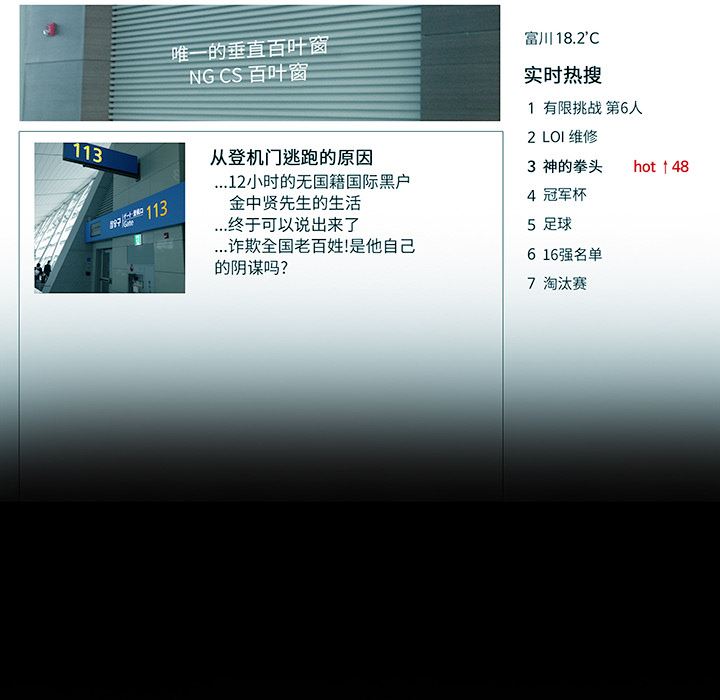 唯一的垂直百叶窗
NG CS 百叶窗
113
Gate
113
从登机门逃跑的原因
...12小时的无国籍国际黑户
金中贤先生的生活
...终于可以说出来了
...诈欺全国老百姓!是他自己
的阴谋吗?
富川 18.2℃
实时热搜
1 有限挑战 第6人
2 LOI 维修
3 神的拳头 hot ↑48
4 冠军杯
5 足球
6 16强名单
7 淘汰赛